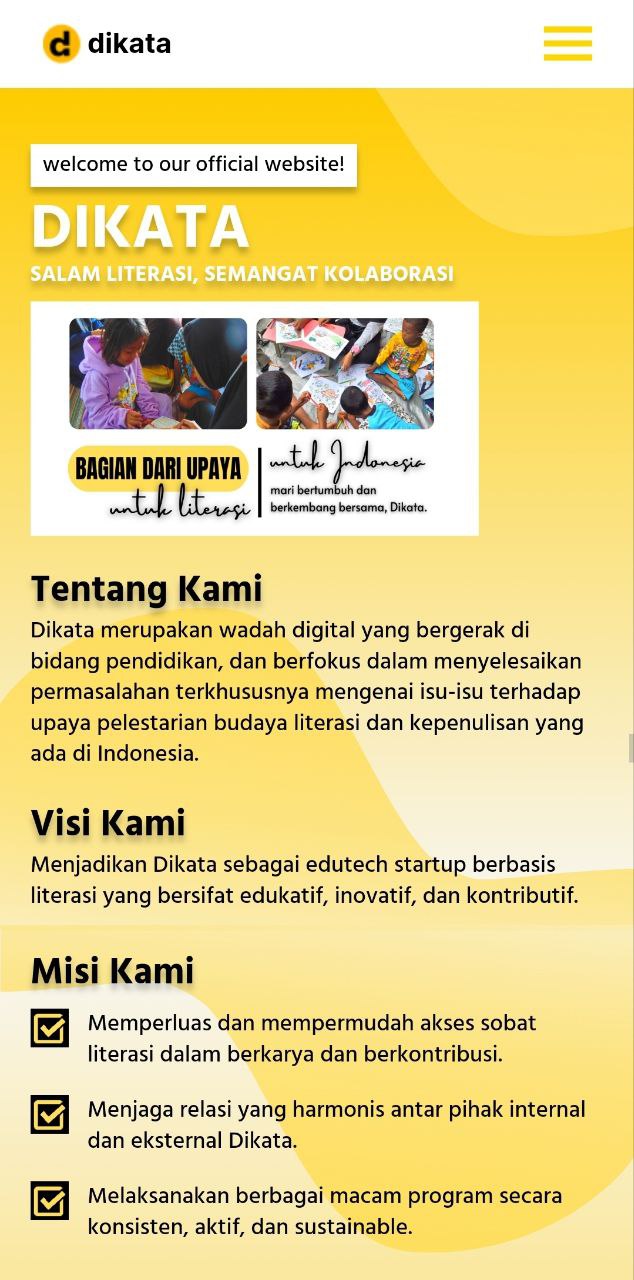 dikata
welcome to our official website!
DIKATA
SALAM LITERASI, SEMANGAT KOLABORASI
BAGIAN DARI UPAYA
untuk literasi
untuk Indonesia
mari bertumbuh dan
berkembang bersama, Dikata.
Tentang Kami
Dikata merupakan wadah digital yang bergerak di
bidang pendidikan, dan berfokus dalam menyelesaikan
permasalahan terkhususnya mengenai isu-isu terhadap
upaya pelestarian budaya literasi dan kepenulisan yang
ada di Indonesia.
Visi Kami
Menjadikan Dikata sebagai edutech startup berbasis
literasi yang bersifat edukatif, inovatif, dan kontributif.
Misi Kami
Memperluas dan mempermudah akses sobat
literasi dalam berkarya dan berkontribusi.
Menjaga relasi yang harmonis antar pihak internal
dan eksternal Dikata.
Melaksanakan berbagai macam program secara
konsisten, aktif, dan sustainable.